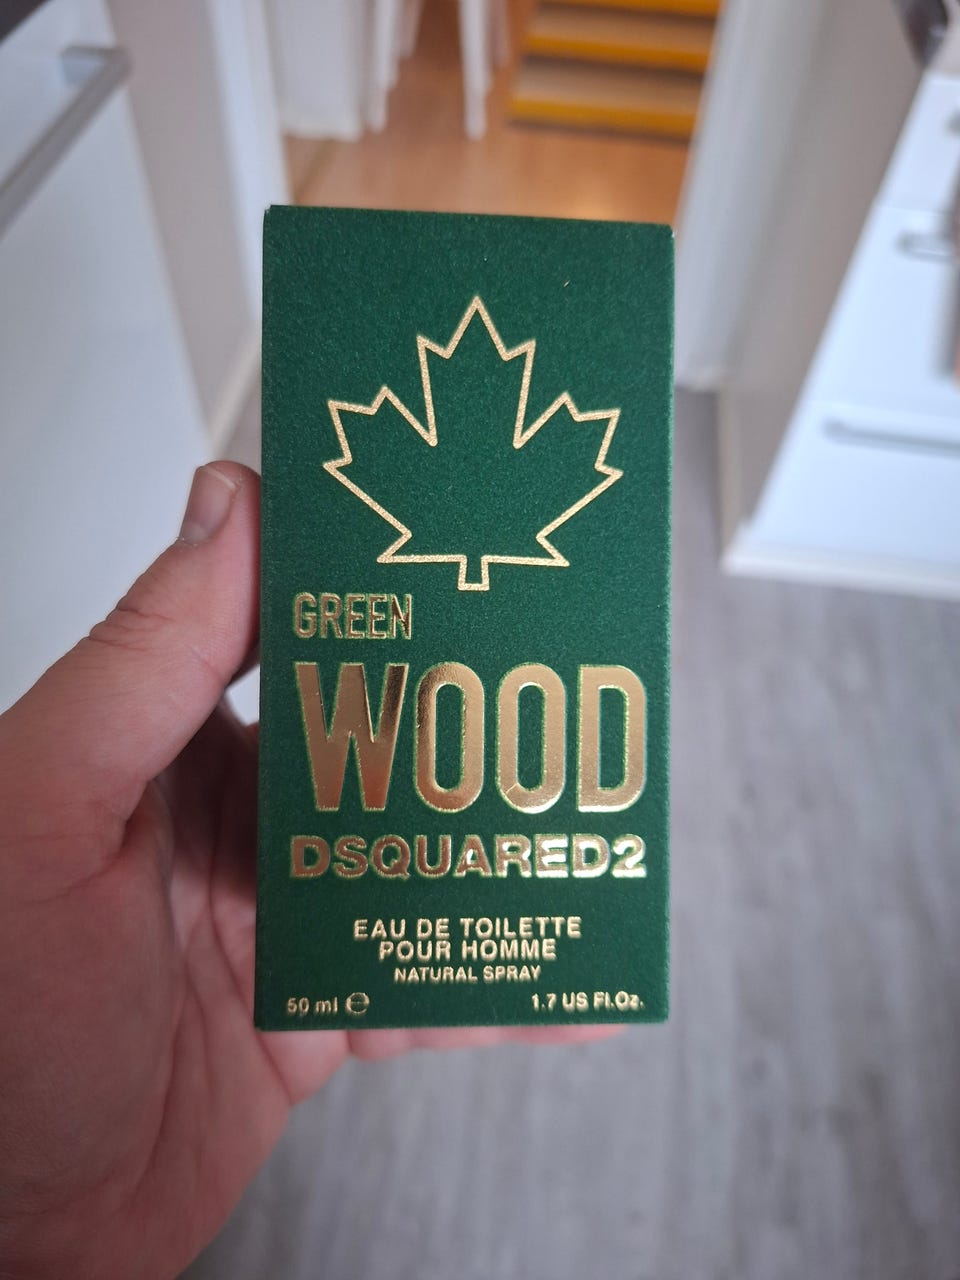 GREEN
WOOD
DSQUARED2
EAU DE TOILETTE
POUR HOMME
NATURAL SPRAY
50 ml ℮ 1.7 US Fl.Oz.